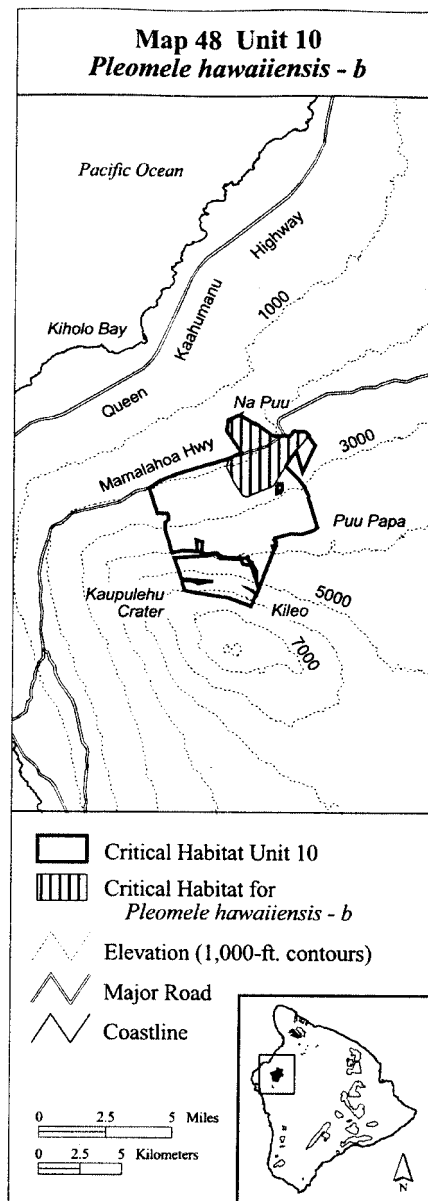 Map 48 Unit 10
Pleomele hawaiiensis - b
Pacific Ocean
Highway
1000
Kaahumanu
Kiholo Bay
Queen
Na Puu
Mamalahoa Hwy
3000
Puu Papa
Kaupulehu
Crater
Kileo
5000
7000
Critical Habitat Unit 10
Critical Habitat for
Pleomele hawaiiensis - b
Elevation (1,000-ft. contours)
Major Road
Coastline
0 2.5 5 Miles
0 2.5 5 Kilometers
N